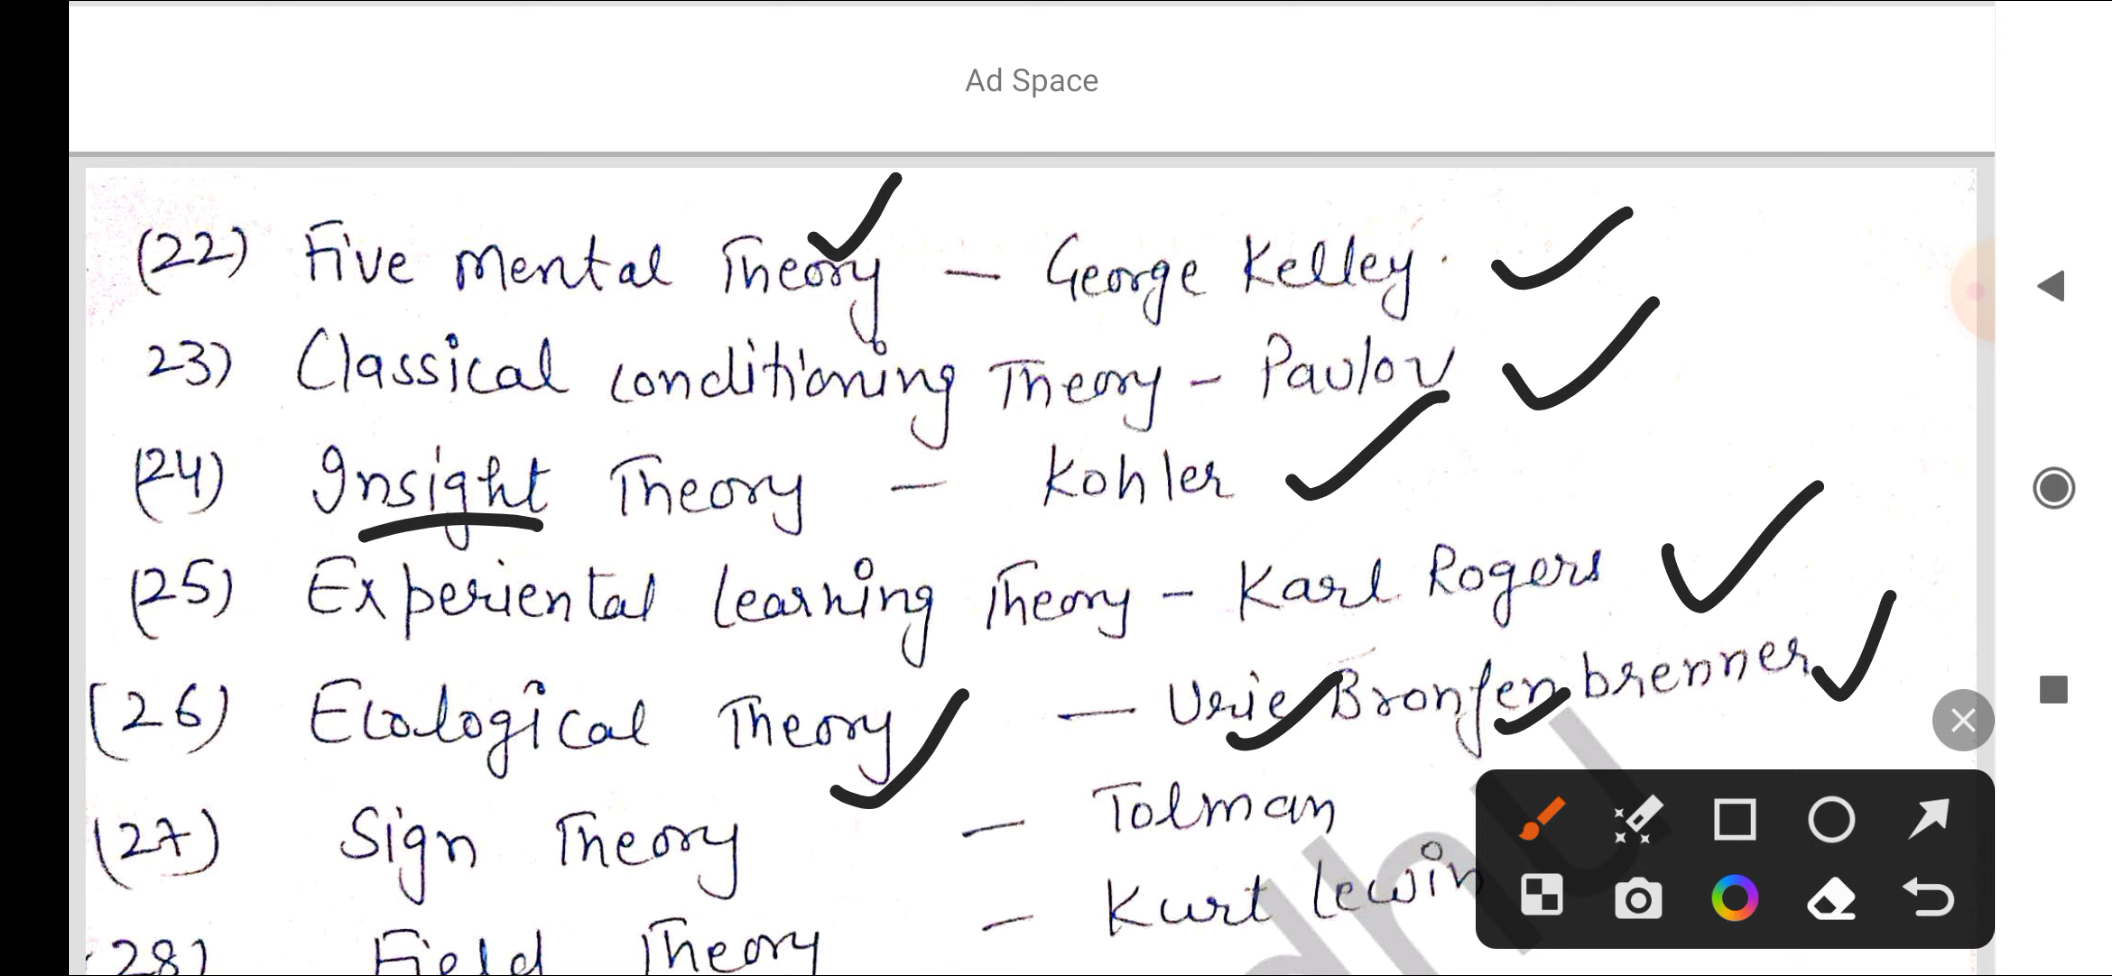 Ad Space
(22) Five Mental Theory - George Kelley.
23) Classical Conditioning Theory - Pavlov
(24) Insight Theory - Kohler
(25) Experiental Learning Theory - Karl Rogers
(26) Ecological Theory - Urie Bronfenbrenner
(27) Sign Theory - Tolman
(28) Field Theory - Kurt Lewin
dhu